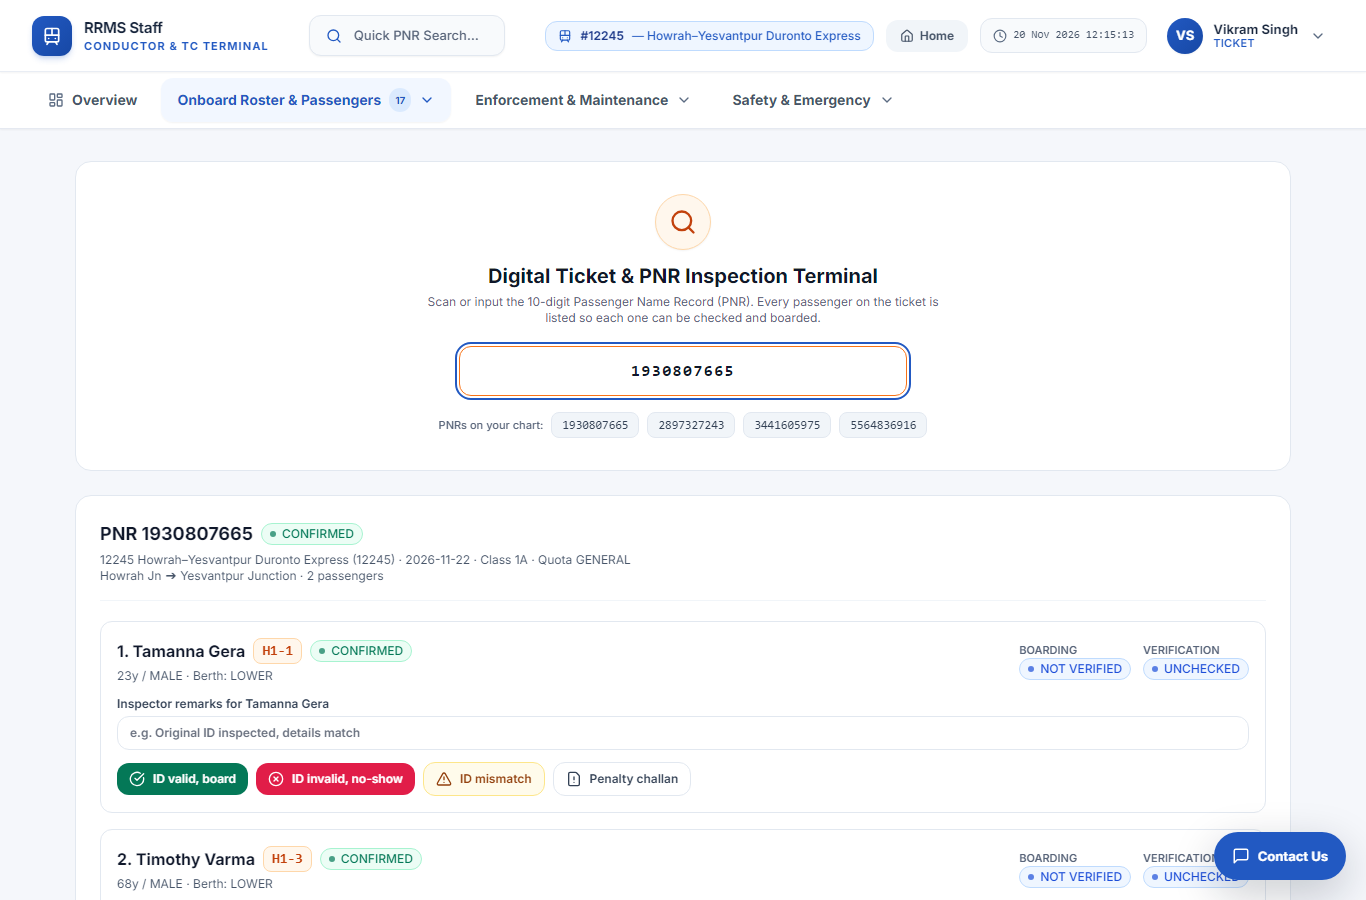 RRMS Staff
CONDUCTOR & TC TERMINAL
Quick PNR Search...
#12245 — Howrah–Yesvantpur Duronto Express
Home
20 Nov 2026 12:15:13
VS
Vikram Singh
TICKET
Overview
Onboard Roster & Passengers 17
Enforcement & Maintenance
Safety & Emergency
Digital Ticket & PNR Inspection Terminal
Scan or input the 10-digit Passenger Name Record (PNR). Every passenger on the ticket is
listed so each one can be checked and boarded.
1930807665
PNRs on your chart: 1930807665 2897327243 3441605975 5564836916
PNR 1930807665 CONFIRMED
12245 Howrah–Yesvantpur Duronto Express (12245) · 2026-11-22 · Class 1A · Quota GENERAL
Howrah Jn ➔ Yesvantpur Junction · 2 passengers
1. Tamanna Gera H1-1 CONFIRMED
23y / MALE · Berth: LOWER
BOARDING
NOT VERIFIED
VERIFICATION
UNCHECKED
Inspector remarks for Tamanna Gera
e.g. Original ID inspected, details match
ID valid, board
ID invalid, no-show
ID mismatch
Penalty challan
2. Timothy Varma H1-3 CONFIRMED
68y / MALE · Berth: LOWER
BOARDING
NOT VERIFIED
VERIFICATION
UNCHECKED
Contact Us